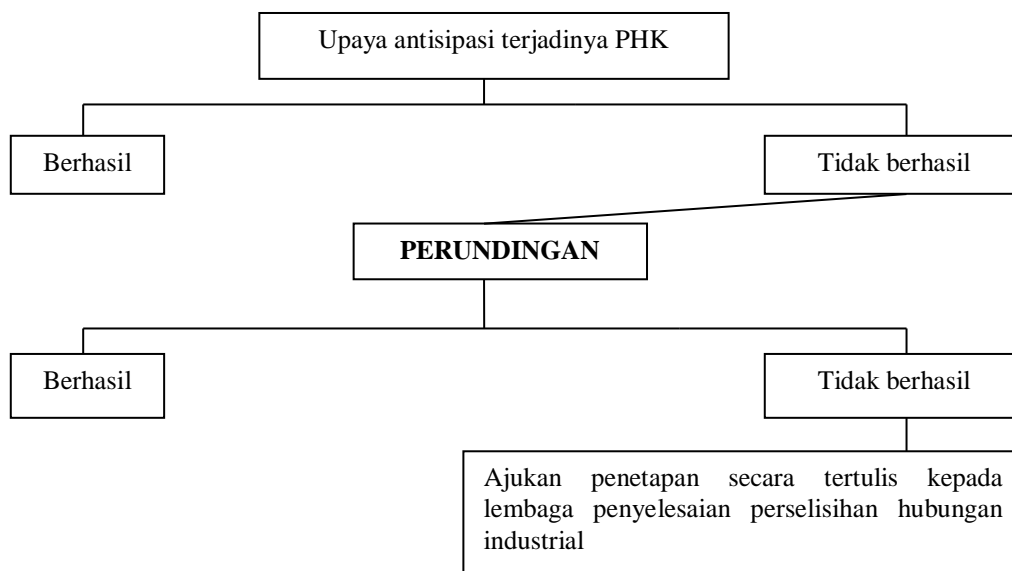 Upaya antisipasi terjadinya PHK
Berhasil
Tidak berhasil
PERUNDINGAN
Berhasil
Tidak berhasil
Ajukan penetapan secara tertulis kepada
lembaga penyelesaian perselisihan hubungan
industrial